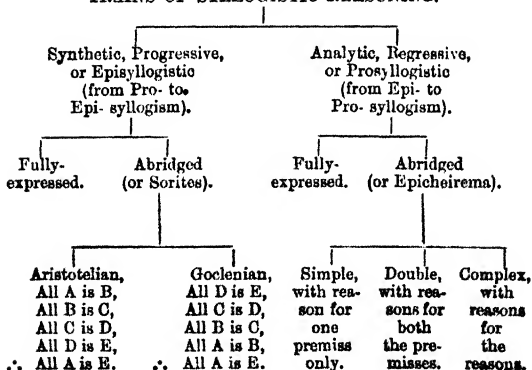 TRAINS OF SYLLOGISTIC REASONING.
Synthetic, Progressive,
or Episyllogistic
(from Pro- to
Epi- syllogism).
Analytic, Regressive,
or Prosyllogistic
(from Epi- to
Pro- syllogism).
Fully-
expressed.
Abridged
(or Sorites).
Fully-
expressed.
Abridged
(or Epicheirema).
Aristotelian,
All A is B,
All B is C,
All C is D,
All D is E,
∴ All A is E.
Goclenian,
All D is E,
All C is D,
All B is C,
All A is B,
∴ All A is E.
Simple,
with rea-
son for
one
premiss
only.
Double,
with rea-
sons for
both
the pre-
misses.
Complex,
with
reasons
for
the
reasons.